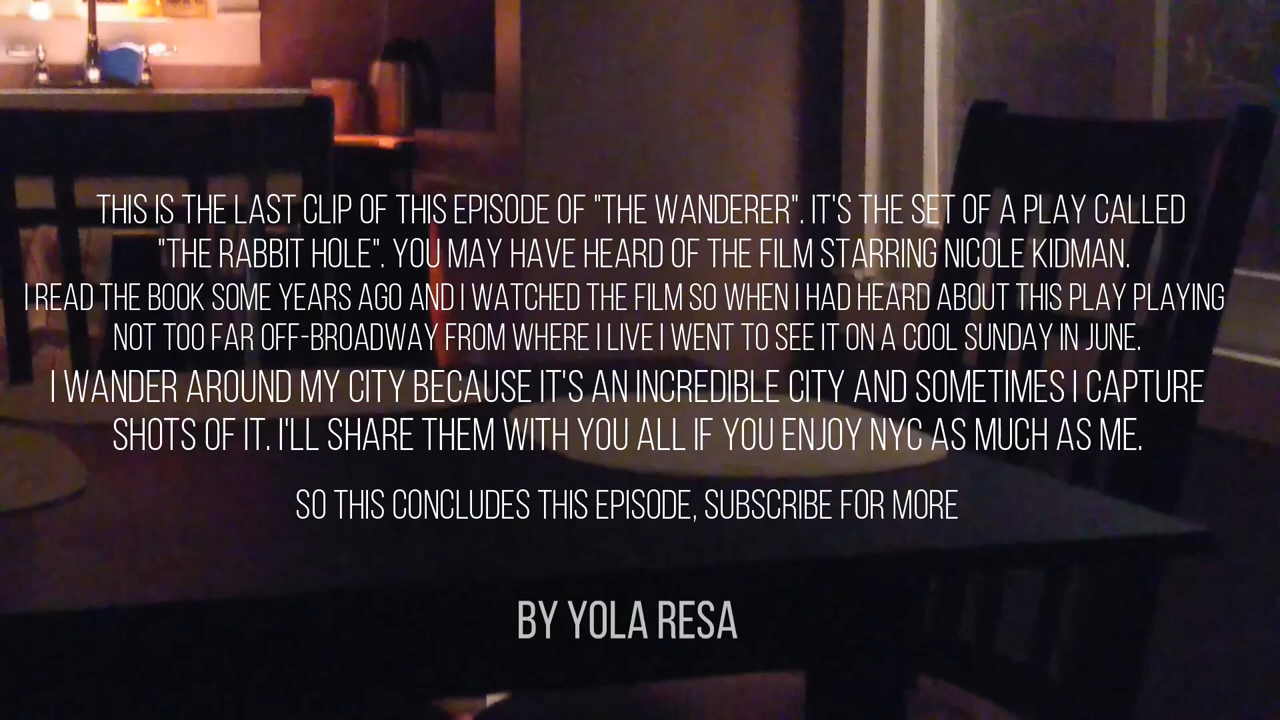 THIS IS THE LAST CLIP OF THIS EPISODE OF "THE WANDERER". IT'S THE SET OF A PLAY CALLED
"THE RABBIT HOLE". YOU MAY HAVE HEARD OF THE FILM STARRING NICOLE KIDMAN.
I READ THE BOOK SOME YEARS AGO AND I WATCHED THE FILM SO WHEN I HAD HEARD ABOUT THIS PLAY PLAYING
NOT TOO FAR OFF-BROADWAY FROM WHERE I LIVE I WENT TO SEE IT ON A COOL SUNDAY IN JUNE.
I WANDER AROUND MY CITY BECAUSE IT'S AN INCREDIBLE CITY AND SOMETIMES I CAPTURE
SHOTS OF IT. I'LL SHARE THEM WITH YOU ALL IF YOU ENJOY NYC AS MUCH AS ME.
SO THIS CONCLUDES THIS EPISODE, SUBSCRIBE FOR MORE
BY YOLA RESA